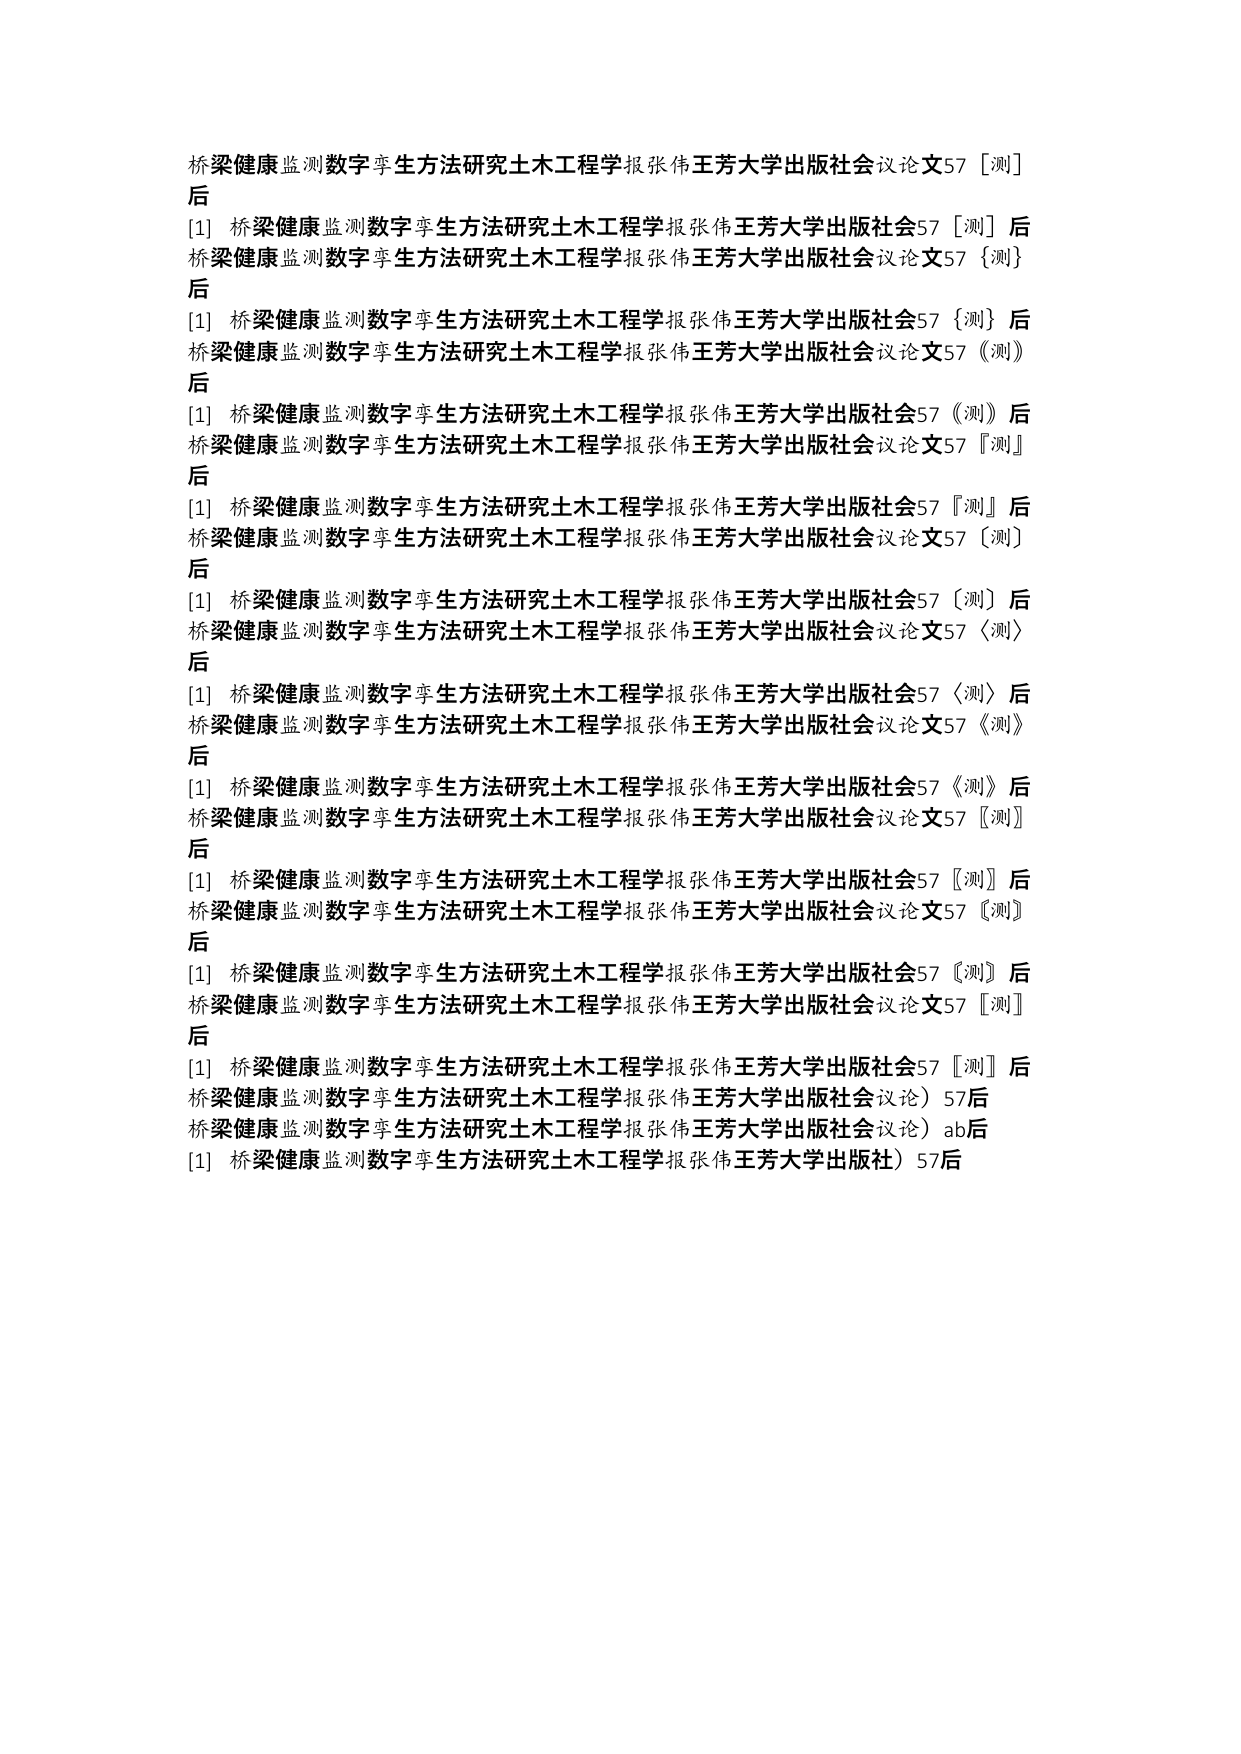 桥梁健康监测数字孪生方法研究土木工程学报张伟王芳大学出版社会议论文57［测］
后
[1] 桥梁健康监测数字孪生方法研究土木工程学报张伟王芳大学出版社会57［测］后
桥梁健康监测数字孪生方法研究土木工程学报张伟王芳大学出版社会议论文57｛测｝
后
[1] 桥梁健康监测数字孪生方法研究土木工程学报张伟王芳大学出版社会57｛测｝后
桥梁健康监测数字孪生方法研究土木工程学报张伟王芳大学出版社会议论文57｟测｠
后
[1] 桥梁健康监测数字孪生方法研究土木工程学报张伟王芳大学出版社会57｟测｠后
桥梁健康监测数字孪生方法研究土木工程学报张伟王芳大学出版社会议论文57『测』
后
[1] 桥梁健康监测数字孪生方法研究土木工程学报张伟王芳大学出版社会57『测』后
桥梁健康监测数字孪生方法研究土木工程学报张伟王芳大学出版社会议论文57〔测〕
后
[1] 桥梁健康监测数字孪生方法研究土木工程学报张伟王芳大学出版社会57〔测〕后
桥梁健康监测数字孪生方法研究土木工程学报张伟王芳大学出版社会议论文57〈测〉
后
[1] 桥梁健康监测数字孪生方法研究土木工程学报张伟王芳大学出版社会57〈测〉后
桥梁健康监测数字孪生方法研究土木工程学报张伟王芳大学出版社会议论文57《测》
后
[1] 桥梁健康监测数字孪生方法研究土木工程学报张伟王芳大学出版社会57《测》后
桥梁健康监测数字孪生方法研究土木工程学报张伟王芳大学出版社会议论文57〖测〗
后
[1] 桥梁健康监测数字孪生方法研究土木工程学报张伟王芳大学出版社会57〖测〗后
桥梁健康监测数字孪生方法研究土木工程学报张伟王芳大学出版社会议论文57〘测〙
后
[1] 桥梁健康监测数字孪生方法研究土木工程学报张伟王芳大学出版社会57〘测〙后
桥梁健康监测数字孪生方法研究土木工程学报张伟王芳大学出版社会议论文57〚测〛
后
[1] 桥梁健康监测数字孪生方法研究土木工程学报张伟王芳大学出版社会57〚测〛后
桥梁健康监测数字孪生方法研究土木工程学报张伟王芳大学出版社会议论）57后
桥梁健康监测数字孪生方法研究土木工程学报张伟王芳大学出版社会议论）ab后
[1] 桥梁健康监测数字孪生方法研究土木工程学报张伟王芳大学出版社）57后